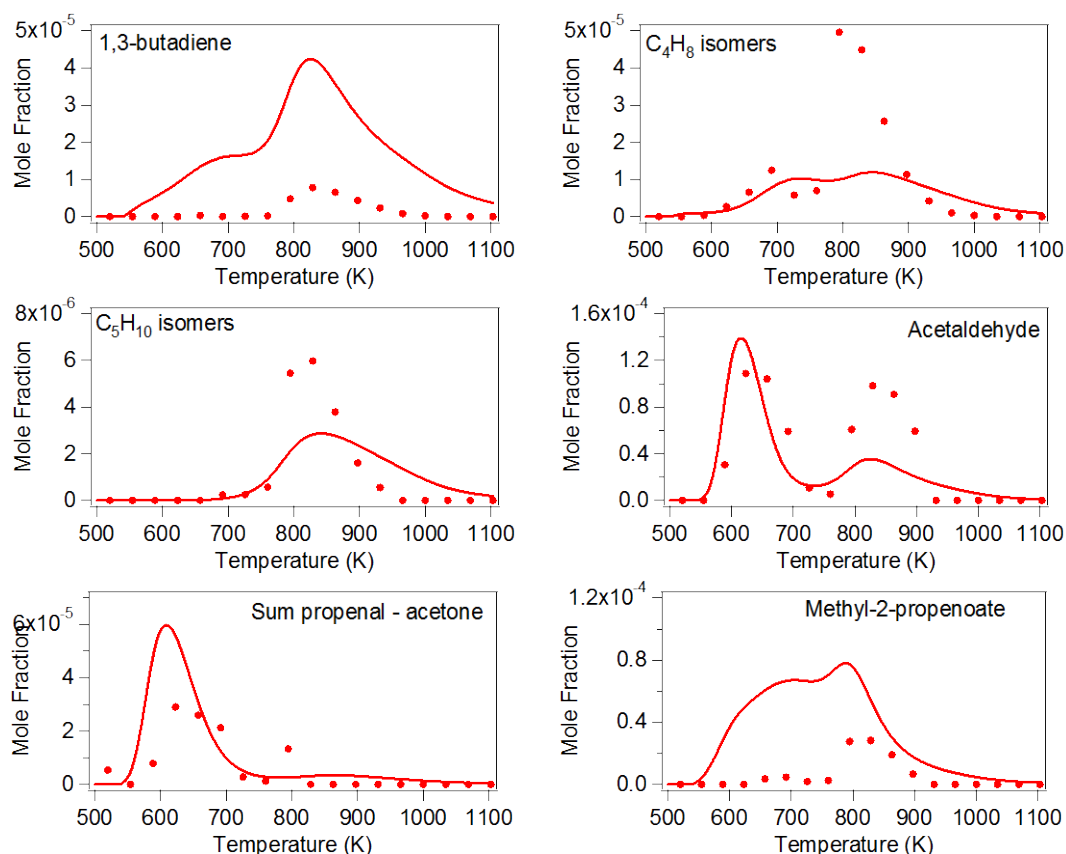 5x10⁻⁵
1,3-butadiene
4
3
2
1
0
Mole Fraction
500 600 700 800 900 1000 1100
Temperature (K)
5x10⁻⁵
C₄H₈ isomers
4
3
2
1
0
Mole Fraction
500 600 700 800 900 1000 1100
Temperature (K)
8x10⁻⁶
C₅H₁₀ isomers
6
4
2
0
Mole Fraction
500 600 700 800 900 1000 1100
Temperature (K)
1.6x10⁻⁴
Acetaldehyde
1.2
0.8
0.4
0.0
Mole Fraction
500 600 700 800 900 1000 1100
Temperature (K)
6x10⁻⁵
Sum propenal - acetone
4
2
0
Mole Fraction
500 600 700 800 900 1000 1100
Temperature (K)
1.2x10⁻⁴
Methyl-2-propenoate
0.8
0.4
0.0
Mole Fraction
500 600 700 800 900 1000 1100
Temperature (K)